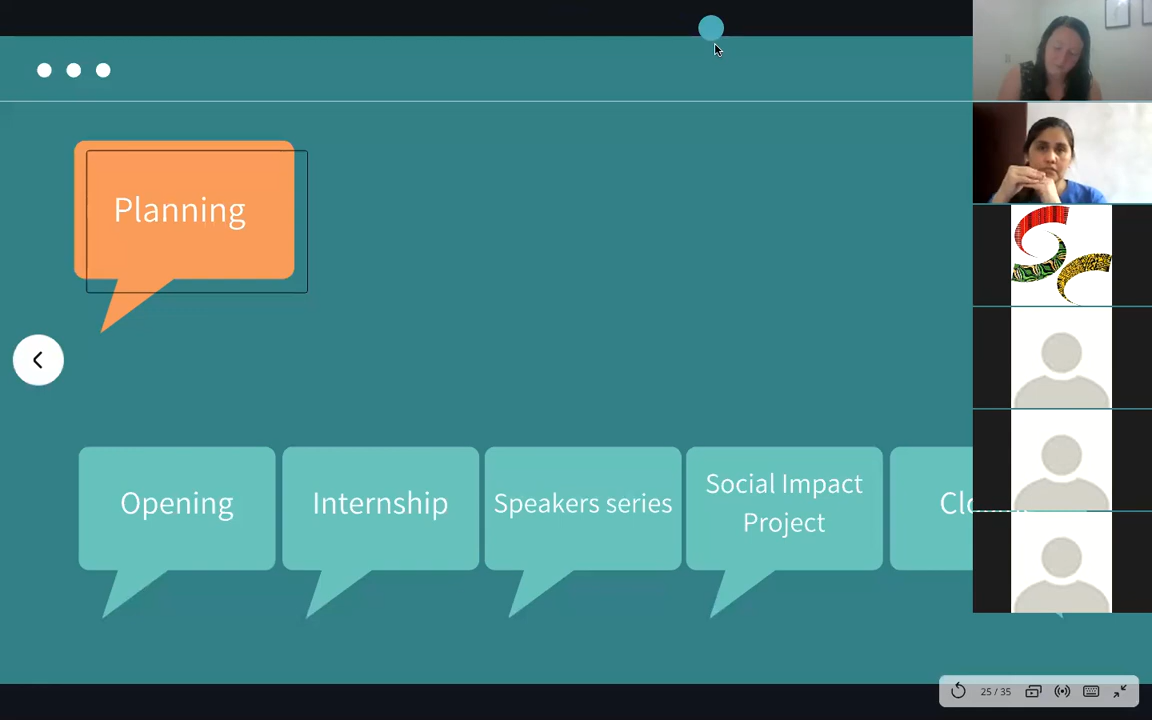 Planning
Opening
Internship
Speakers series
Social Impact
Project
25 / 35